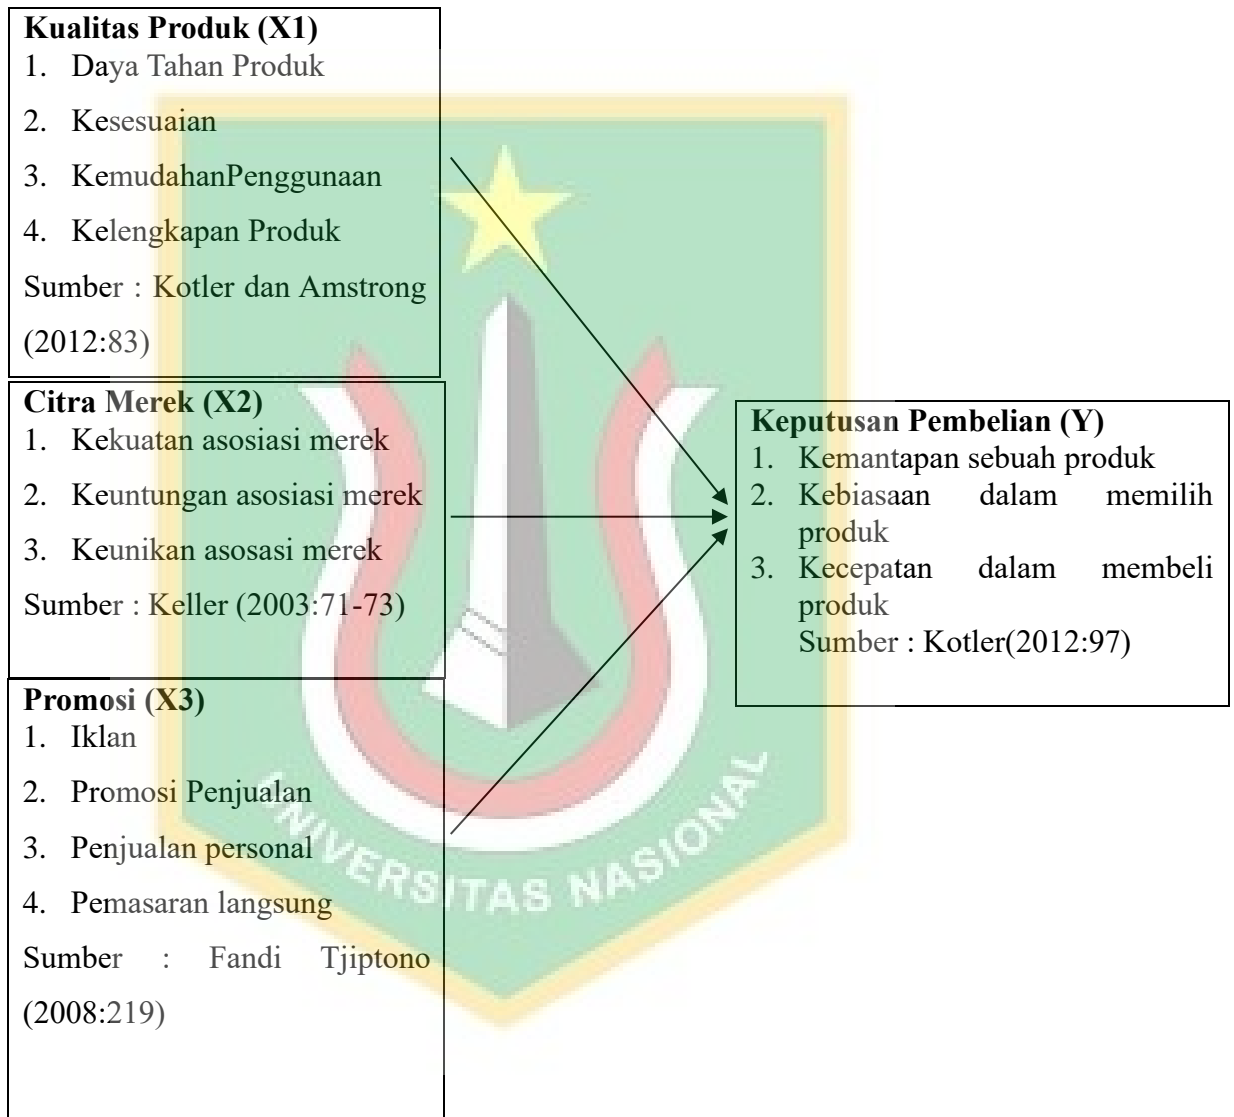 Kualitas Produk (X1)
1. Daya Tahan Produk
2. Kesesuaian
3. KemudahanPenggunaan
4. Kelengkapan Produk
Sumber : Kotler dan Amstrong
(2012:83)
Citra Merek (X2)
1. Kekuatan asosiasi merek
2. Keuntungan asosiasi merek
3. Keunikan asosasi merek
Sumber : Keller (2003:71-73)
Promosi (X3)
1. Iklan
2. Promosi Penjualan
3. Penjualan personal
4. Pemasaran langsung
Sumber : Fandi Tjiptono
(2008:219)
Keputusan Pembelian (Y)
1. Kemantapan sebuah produk
2. Kebiasaan dalam memilih
produk
3. Kecepatan dalam membeli
produk
Sumber : Kotler(2012:97)
UNIVERSITAS NASIONAL